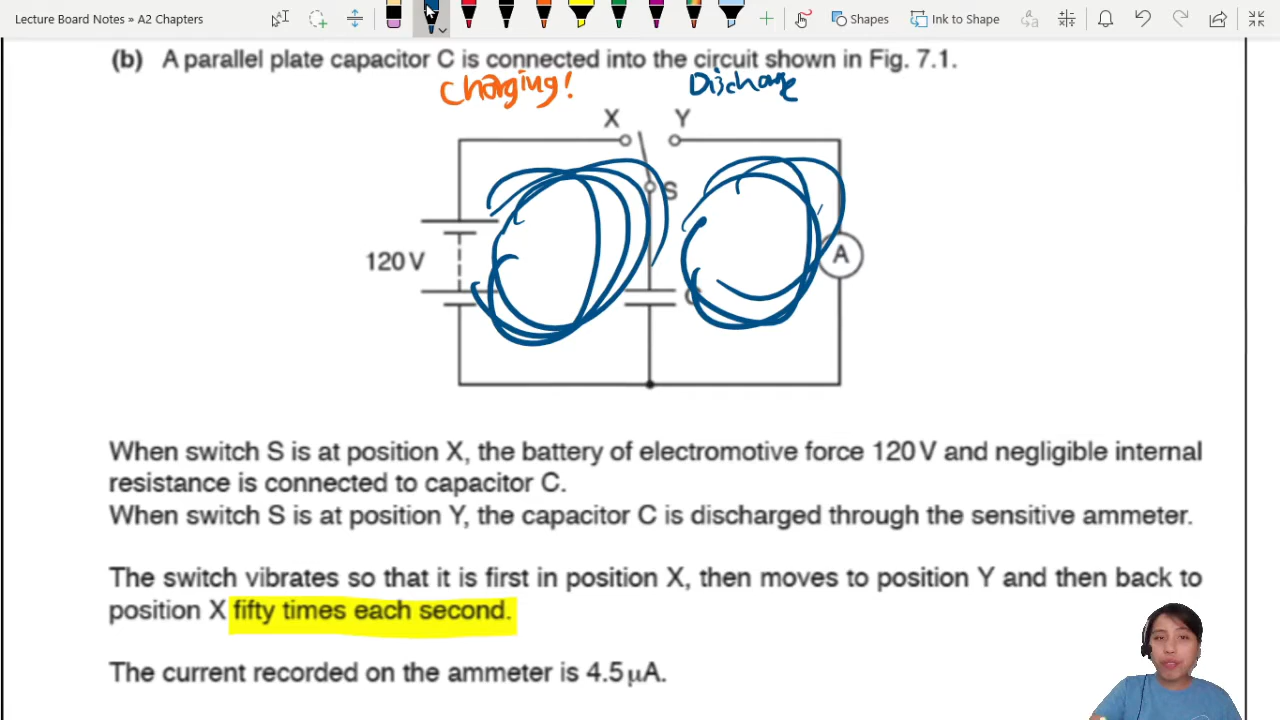 Lecture Board Notes » A2 Chapters
Shapes
Ink to Shape
(b) A parallel plate capacitor C is connected into the circuit shown in Fig. 7.1.
Charging! Discharge
X Y
S
120 V
C
A
When switch S is at position X, the battery of electromotive force 120 V and negligible internal
resistance is connected to capacitor C.
When switch S is at position Y, the capacitor C is discharged through the sensitive ammeter.
The switch vibrates so that it is first in position X, then moves to position Y and then back to
position X fifty times each second.
The current recorded on the ammeter is 4.5 μA.